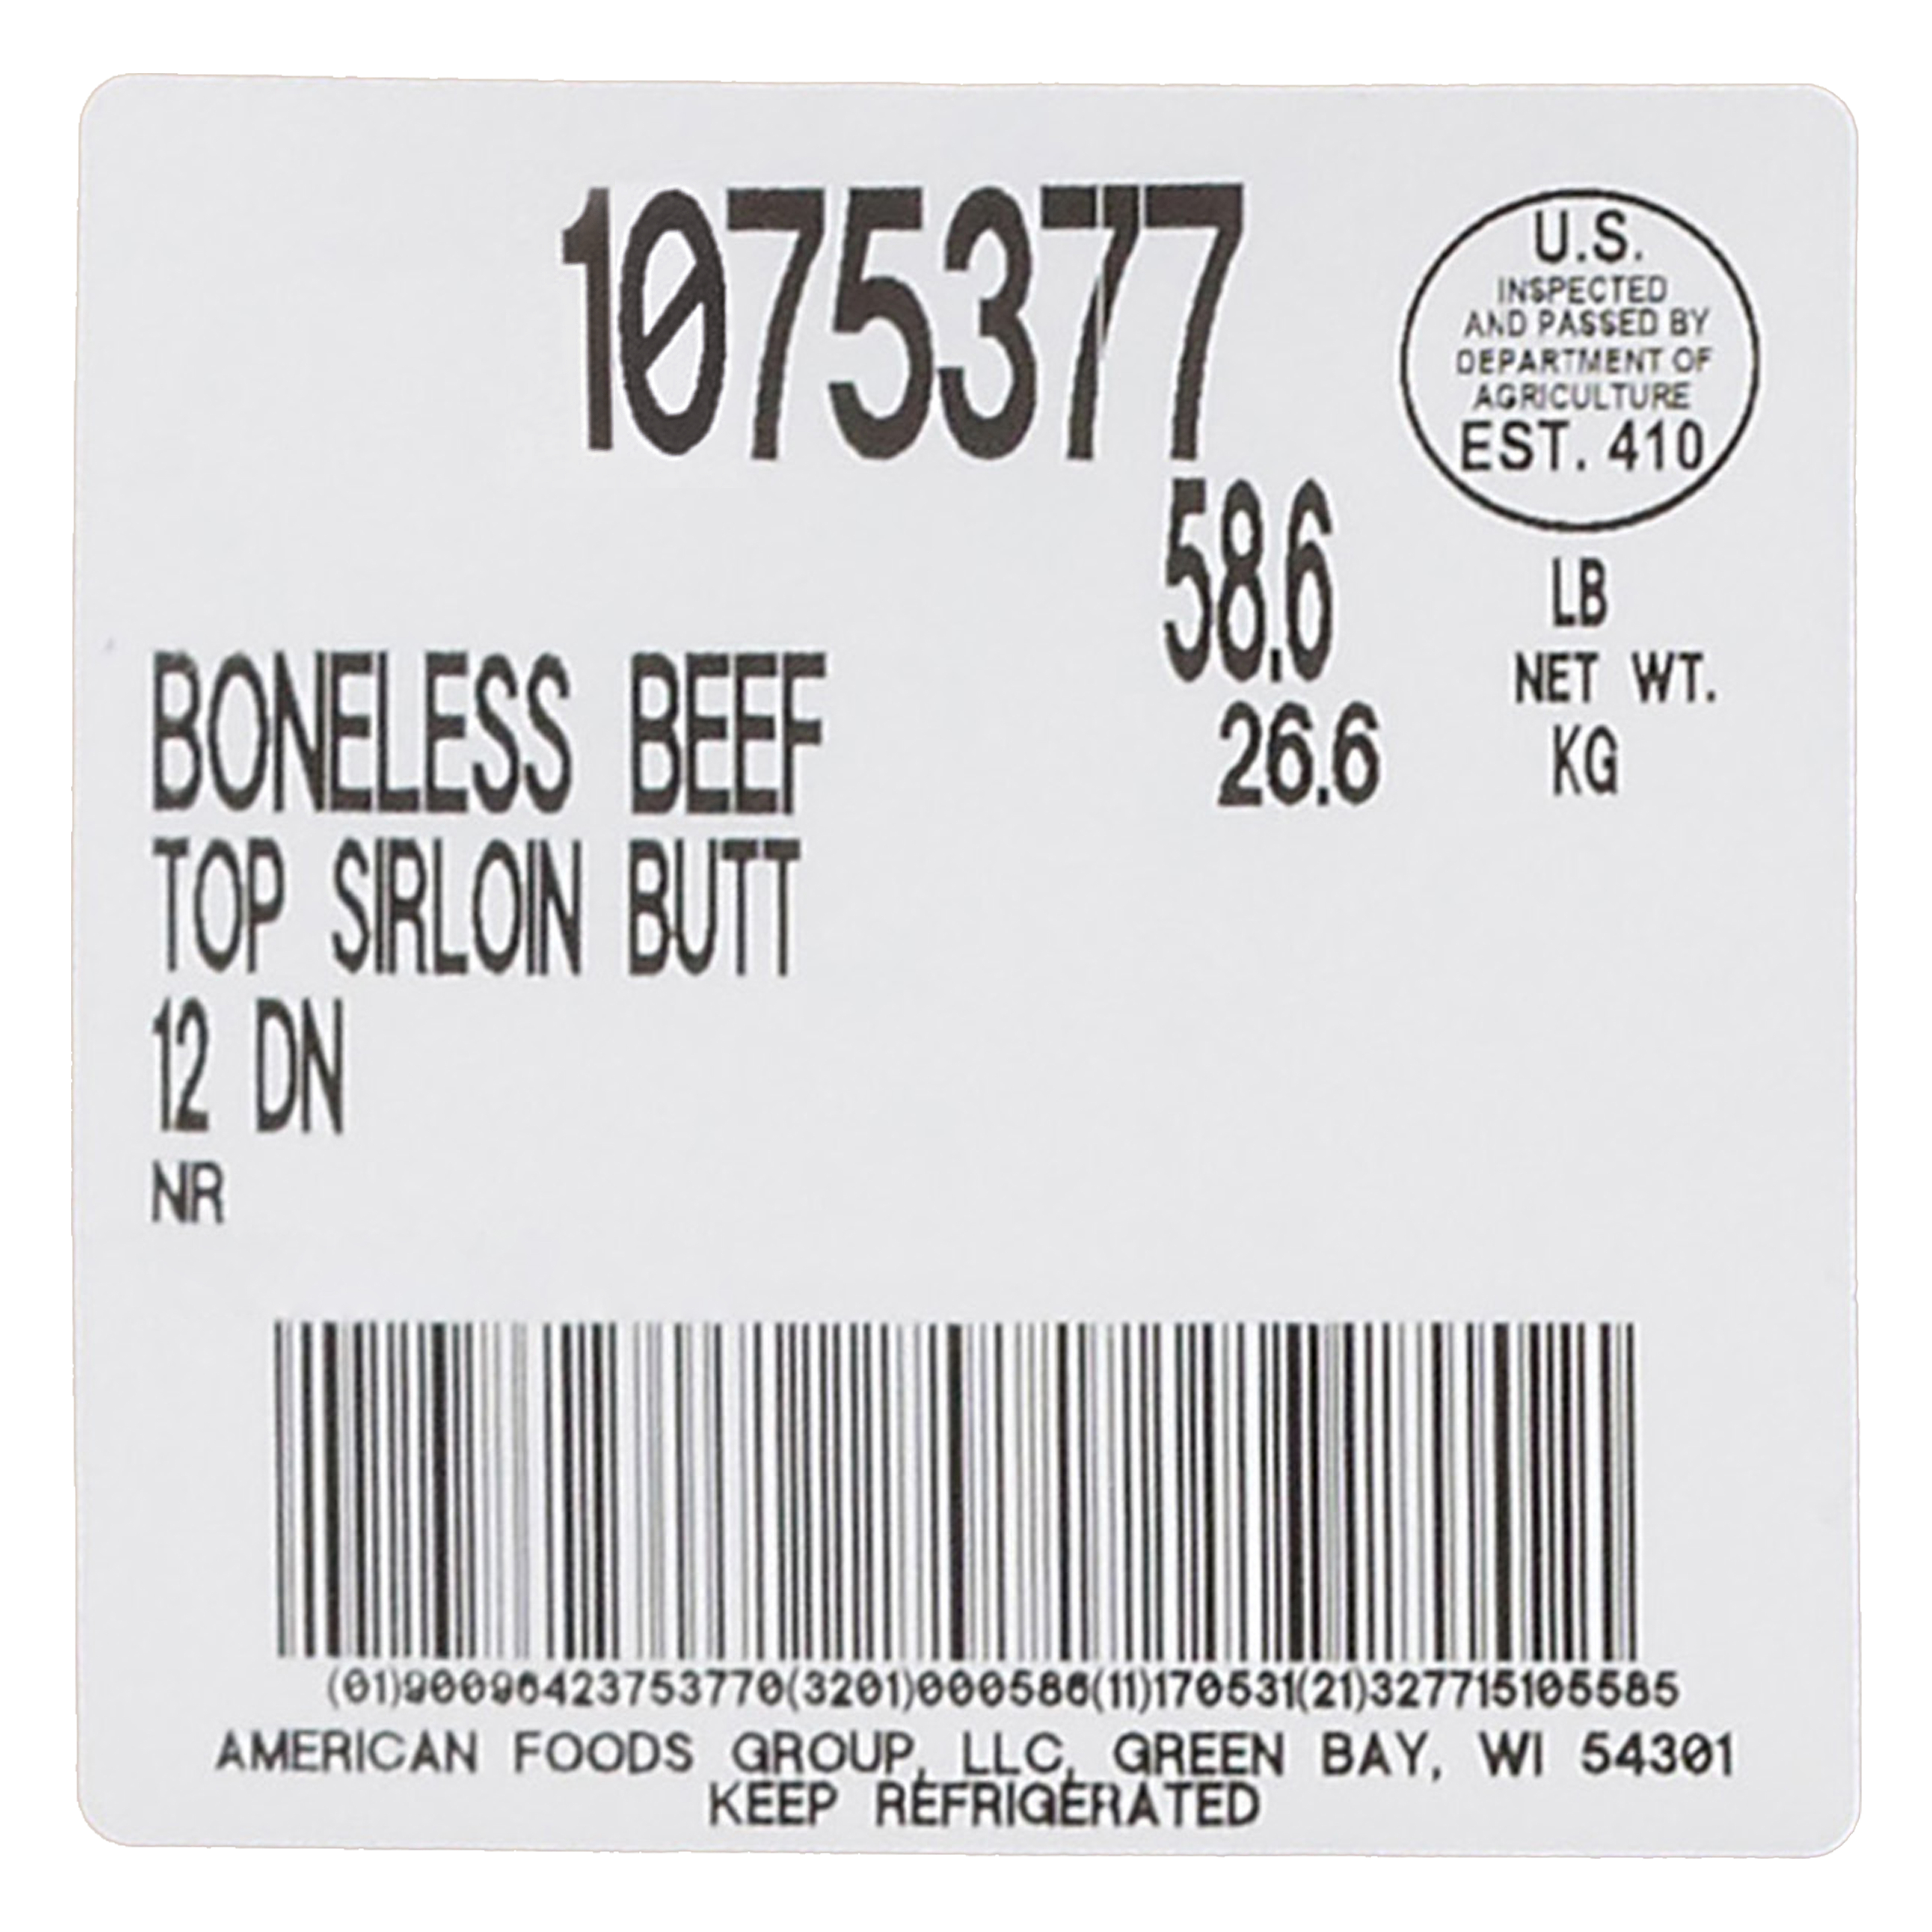 1075377
U.S.
INSPECTED
AND PASSED BY
DEPARTMENT OF
AGRICULTURE
EST. 410
58.6 LB
NET WT.
26.6 KG
BONELESS BEEF
TOP SIRLOIN BUTT
12 DN
NR
(01)90096423753770(3201)000586(11)170531(21)327715105585
AMERICAN FOODS GROUP, LLC, GREEN BAY, WI 54301
KEEP REFRIGERATED